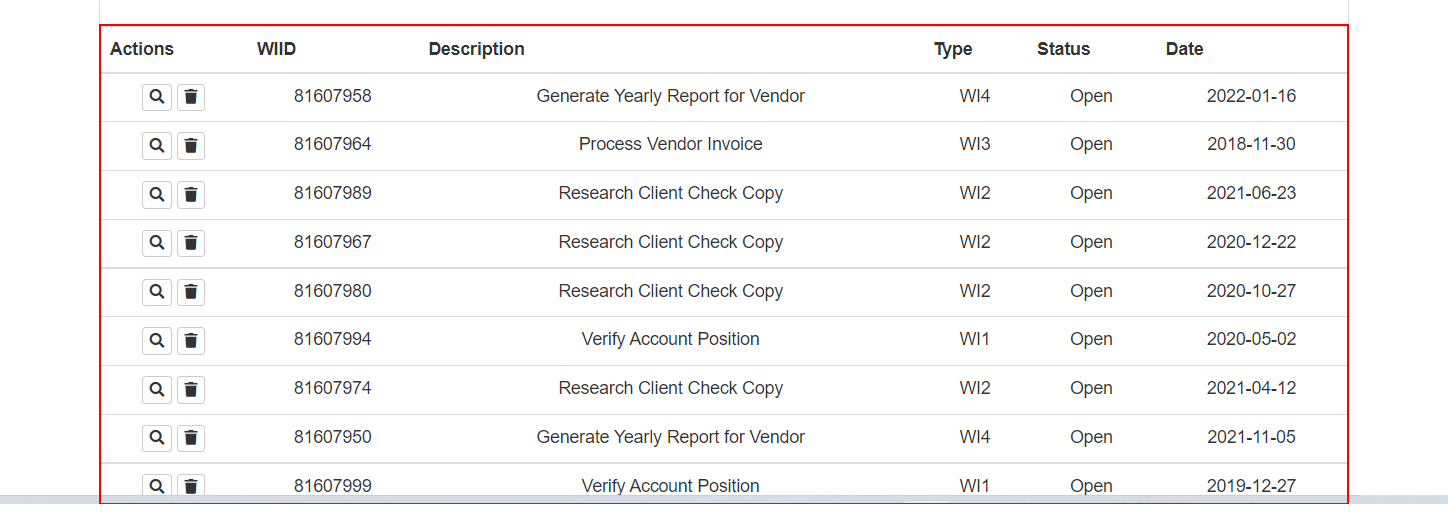 Actions WIID Description Type Status Date
81607958 Generate Yearly Report for Vendor WI4 Open 2022-01-16
81607964 Process Vendor Invoice WI3 Open 2018-11-30
81607989 Research Client Check Copy WI2 Open 2021-06-23
81607967 Research Client Check Copy WI2 Open 2020-12-22
81607980 Research Client Check Copy WI2 Open 2020-10-27
81607994 Verify Account Position WI1 Open 2020-05-02
81607974 Research Client Check Copy WI2 Open 2021-04-12
81607950 Generate Yearly Report for Vendor WI4 Open 2021-11-05
81607999 Verify Account Position WI1 Open 2019-12-27